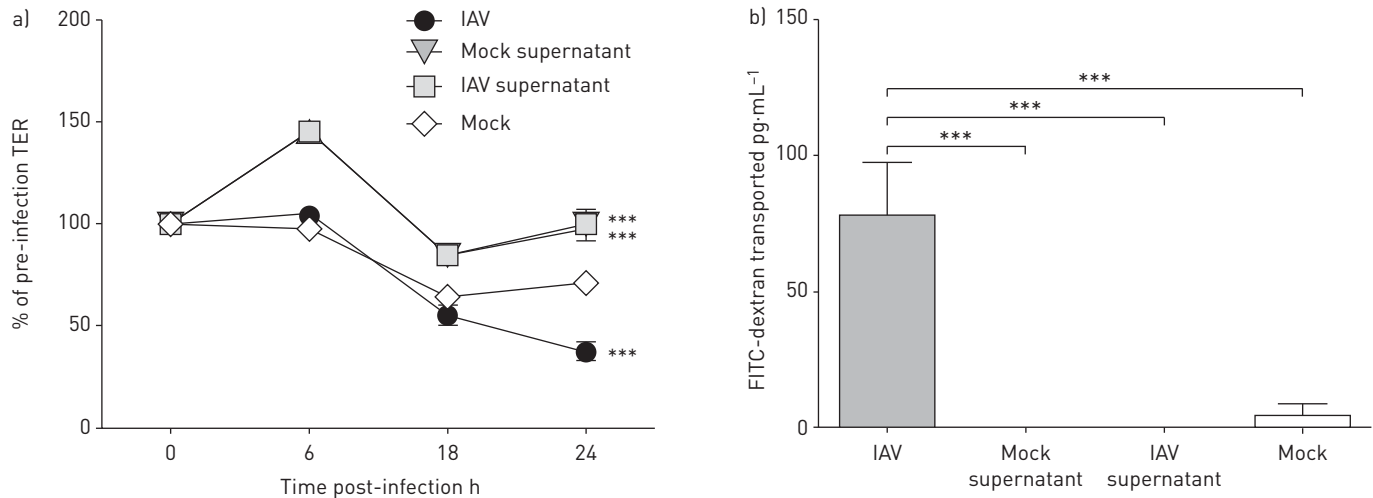 a)
200
150
100
50
0
% of pre-infection TER
0 6 18 24
Time post-infection h
IAV
Mock supernatant
IAV supernatant
Mock
***
***
***
b)
150
100
50
0
FITC-dextran transported pg·mL−1
***
***
***
IAV Mock supernatant IAV supernatant Mock